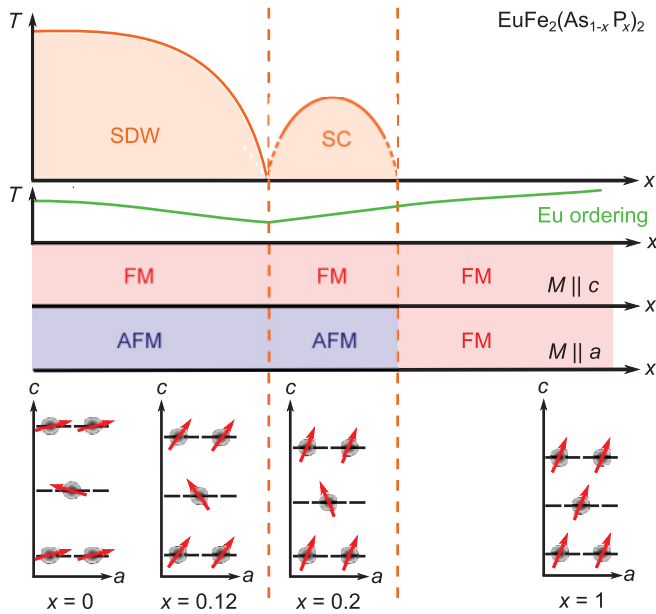 T
EuFe₂(As₁₋ₓPₓ)₂
SDW
SC
x
T
Eu ordering
x
FM FM FM M || c
x
AFM AFM FM M || a
x
c c c c
a a a a
x = 0 x = 0.12 x = 0.2 x = 1